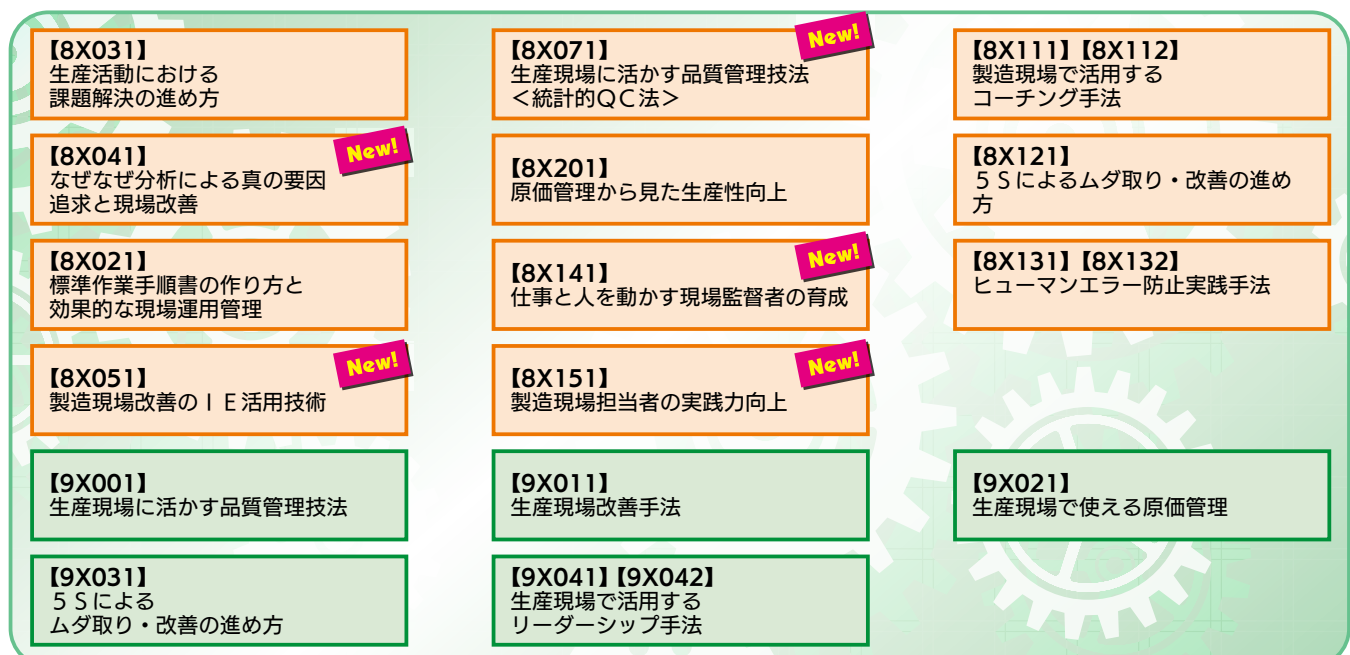 【8X031】
生産活動における
課題解決の進め方
New!
【8X071】
生産現場に活かす品質管理技法
＜統計的ＱＣ法＞
【8X111】【8X112】
製造現場で活用する
コーチング手法
New!
【8X041】
なぜなぜ分析による真の要因
追求と現場改善
【8X201】
原価管理から見た生産性向上
【8X121】
５Ｓによるムダ取り・改善の進め
方
【8X021】
標準作業手順書の作り方と
効果的な現場運用管理
New!
【8X141】
仕事と人を動かす現場監督者の育成
【8X131】【8X132】
ヒューマンエラー防止実践手法
New!
【8X051】
製造現場改善のＩＥ活用技術
New!
【8X151】
製造現場担当者の実践力向上
【9X001】
生産現場に活かす品質管理技法
【9X011】
生産現場改善手法
【9X021】
生産現場で使える原価管理
【9X031】
５Ｓによる
ムダ取り・改善の進め方
【9X041】【9X042】
生産現場で活用する
リーダーシップ手法